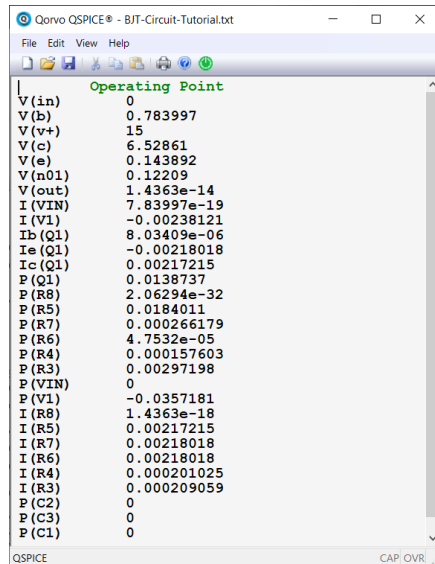 Qorvo QSPICE® - BJT-Circuit-Tutorial.txt
File Edit View Help
Operating Point
V(in) 0
V(b) 0.783997
V(v+) 15
V(c) 6.52861
V(e) 0.143892
V(n01) 0.12209
V(out) 1.4363e-14
I(VIN) 7.83997e-19
I(V1) -0.00238121
Ib(Q1) 8.03409e-06
Ie(Q1) -0.00218018
Ic(Q1) 0.00217215
P(Q1) 0.0138737
P(R8) 2.06294e-32
P(R5) 0.0184011
P(R7) 0.000266179
P(R6) 4.7532e-05
P(R4) 0.000157603
P(R3) 0.00297198
P(VIN) 0
P(V1) -0.0357181
I(R8) 1.4363e-18
I(R5) 0.00217215
I(R7) 0.00218018
I(R6) 0.00218018
I(R4) 0.000201025
I(R3) 0.000209059
P(C2) 0
P(C3) 0
P(C1) 0
QSPICE CAP OVR